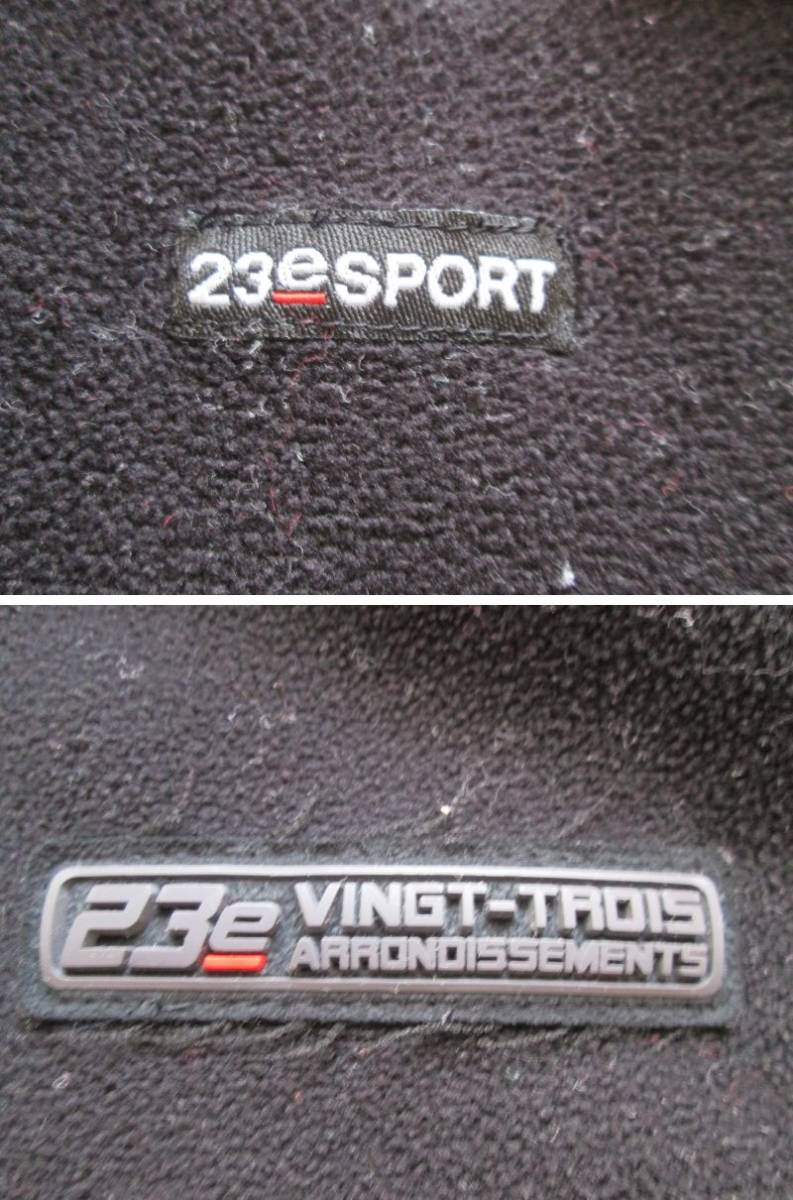 23eSPORT
23e VINGT-TROIS
ARRONDISSEMENTS